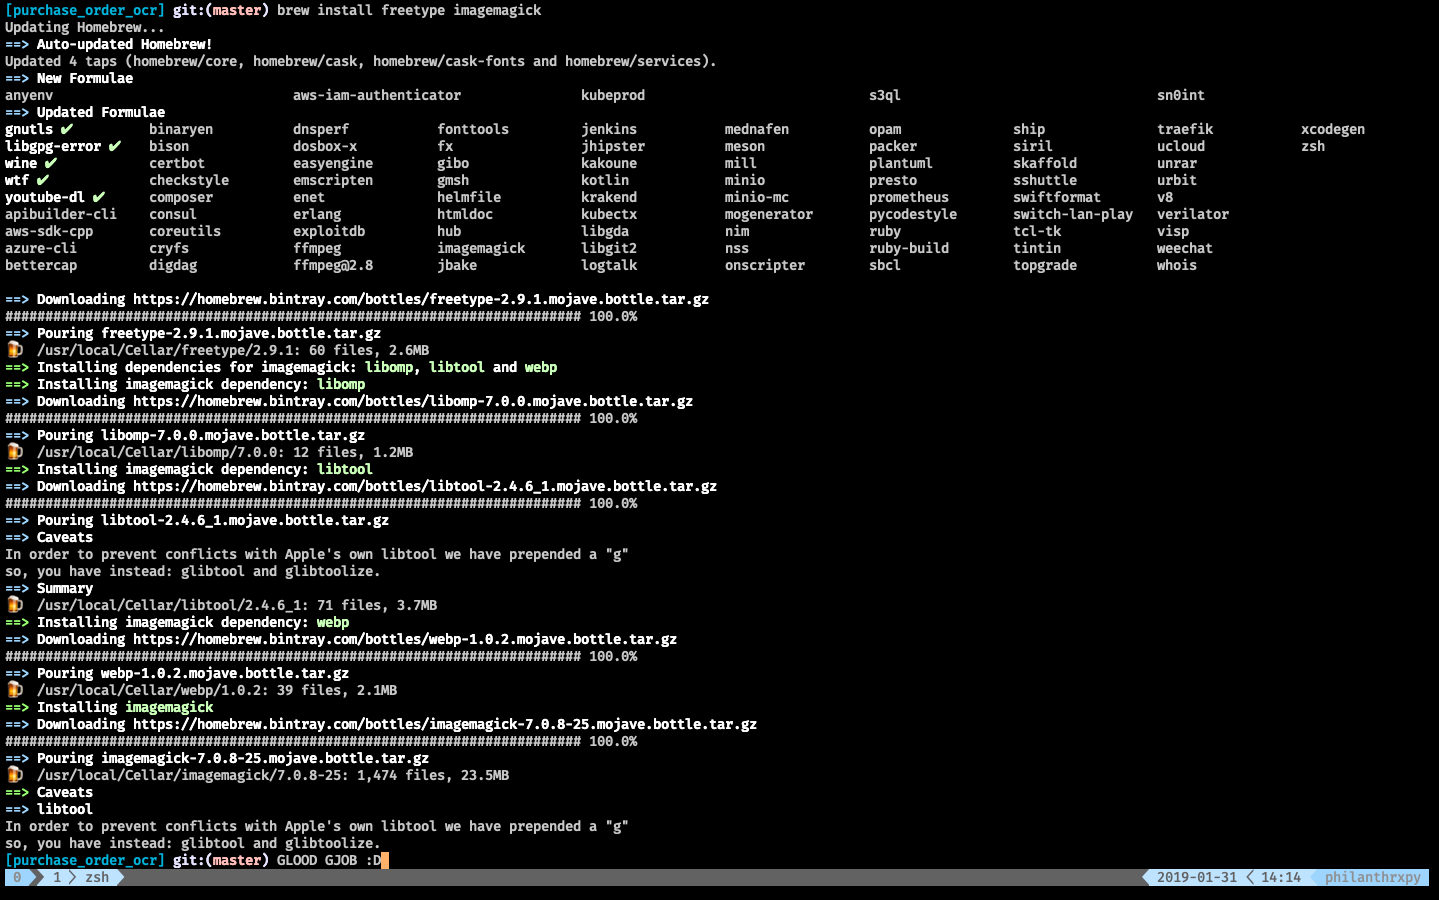 [purchase_order_ocr] git:(master) brew install freetype imagemagick
Updating Homebrew...
==> Auto-updated Homebrew!
Updated 4 taps (homebrew/core, homebrew/cask, homebrew/cask-fonts and homebrew/services).
==> New Formulae
anyenv aws-iam-authenticator kubeprod s3ql sn0int
==> Updated Formulae
gnutls ✔ binaryen dnsperf fonttools jenkins mednafen opam ship traefik xcodegen
libgpg-error ✔ bison dosbox-x fx jhipster meson packer siril ucloud zsh
wine ✔ certbot easyengine gibo kakoune mill plantuml skaffold unrar
wtf ✔ checkstyle emscripten gmsh kotlin minio presto sshuttle urbit
youtube-dl ✔ composer enet helmfile krakend minio-mc prometheus swiftformat v8
apibuilder-cli consul erlang htmldoc kubectx mogenerator pycodestyle switch-lan-play verilator
aws-sdk-cpp coreutils exploitdb hub libgda nim ruby tcl-tk visp
azure-cli cryfs ffmpeg imagemagick libgit2 nss ruby-build tintin weechat
bettercap digdag ffmpeg@2.8 jbake logtalk onscripter sbcl topgrade whois
==> Downloading https://homebrew.bintray.com/bottles/freetype-2.9.1.mojave.bottle.tar.gz
######################################################################## 100.0%
==> Pouring freetype-2.9.1.mojave.bottle.tar.gz
🍺 /usr/local/Cellar/freetype/2.9.1: 60 files, 2.6MB
==> Installing dependencies for imagemagick: libomp, libtool and webp
==> Installing imagemagick dependency: libomp
==> Downloading https://homebrew.bintray.com/bottles/libomp-7.0.0.mojave.bottle.tar.gz
######################################################################## 100.0%
==> Pouring libomp-7.0.0.mojave.bottle.tar.gz
🍺 /usr/local/Cellar/libomp/7.0.0: 12 files, 1.2MB
==> Installing imagemagick dependency: libtool
==> Downloading https://homebrew.bintray.com/bottles/libtool-2.4.6_1.mojave.bottle.tar.gz
######################################################################## 100.0%
==> Pouring libtool-2.4.6_1.mojave.bottle.tar.gz
==> Caveats
In order to prevent conflicts with Apple's own libtool we have prepended a "g"
so, you have instead: glibtool and glibtoolize.
==> Summary
🍺 /usr/local/Cellar/libtool/2.4.6_1: 71 files, 3.7MB
==> Installing imagemagick dependency: webp
==> Downloading https://homebrew.bintray.com/bottles/webp-1.0.2.mojave.bottle.tar.gz
######################################################################## 100.0%
==> Pouring webp-1.0.2.mojave.bottle.tar.gz
🍺 /usr/local/Cellar/webp/1.0.2: 39 files, 2.1MB
==> Installing imagemagick
==> Downloading https://homebrew.bintray.com/bottles/imagemagick-7.0.8-25.mojave.bottle.tar.gz
######################################################################## 100.0%
==> Pouring imagemagick-7.0.8-25.mojave.bottle.tar.gz
🍺 /usr/local/Cellar/imagemagick/7.0.8-25: 1,474 files, 23.5MB
==> Caveats
==> libtool
In order to prevent conflicts with Apple's own libtool we have prepended a "g"
so, you have instead: glibtool and glibtoolize.
[purchase_order_ocr] git:(master) GLOOD GJOB :D
0 1 zsh 2019-01-31 14:14 philanthrxpy